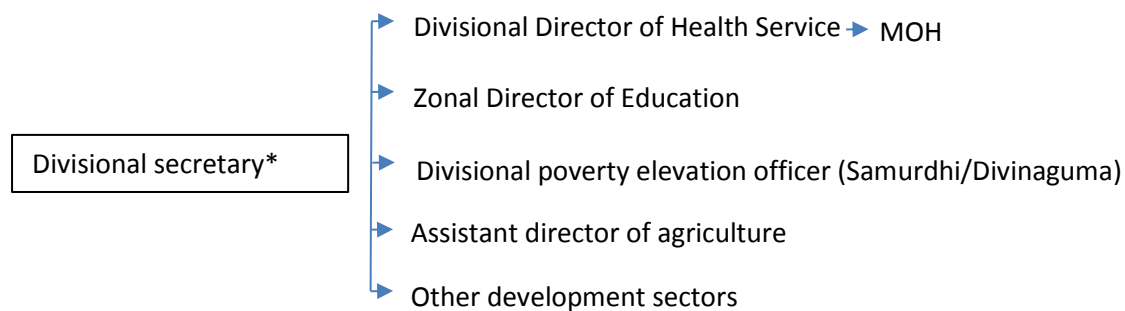 Divisional Director of Health Service MOH
Zonal Director of Education
Divisional secretary*
Divisional poverty elevation officer (Samurdhi/Divinaguma)
Assistant director of agriculture
Other development sectors